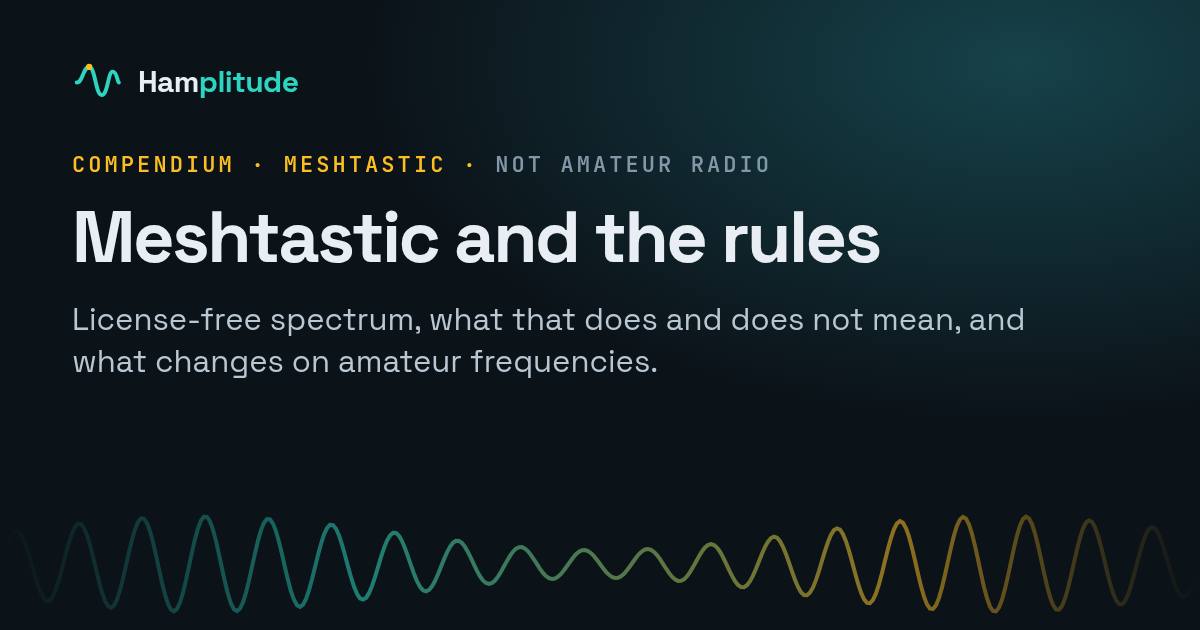 Hamplitude
COMPENDIUM · MESHTASTIC · NOT AMATEUR RADIO
Meshtastic and the rules
License-free spectrum, what that does and does not mean, and
what changes on amateur frequencies.